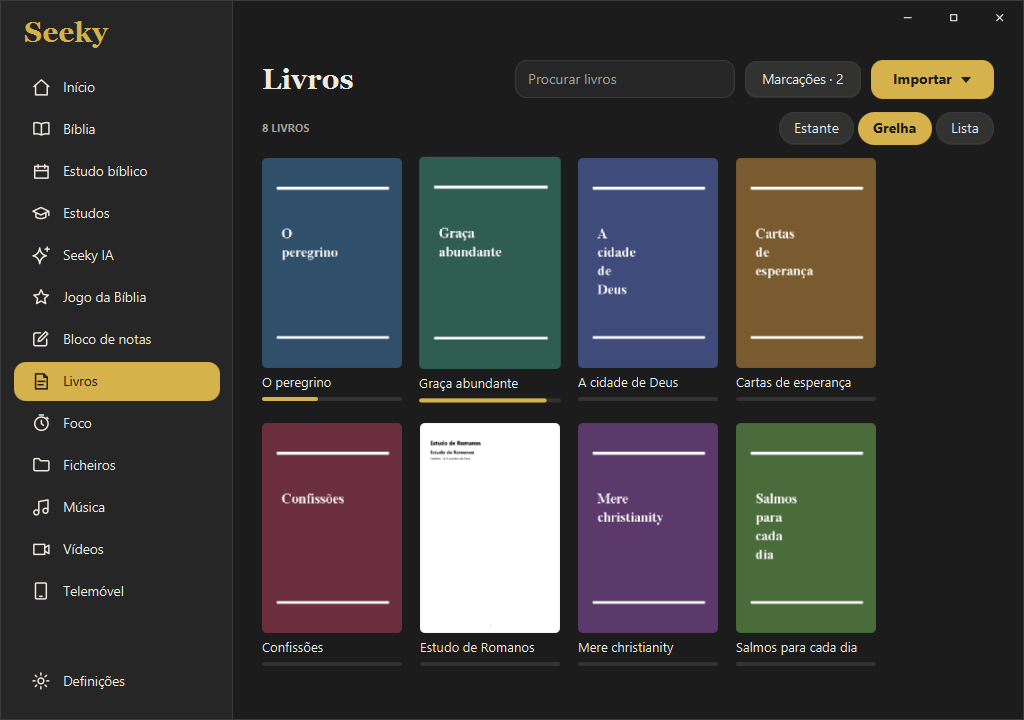 Seeky
Início
Bíblia
Estudo bíblico
Estudos
Seeky IA
Jogo da Bíblia
Bloco de notas
Livros
Foco
Ficheiros
Música
Vídeos
Telemóvel
Definições
Livros
Procurar livros
Marcações · 2
Importar
8 LIVROS
Estante
Grelha
Lista
O
peregrino
O peregrino
Graça
abundante
Graça abundante
A
cidade
de
Deus
A cidade de Deus
Cartas
de
esperança
Cartas de esperança
Confissões
Confissões
Estudo de Romanos
Estudo de Romanos
Estudo de Romanos
Mere
christianity
Mere christianity
Salmos
para
cada
dia
Salmos para cada dia